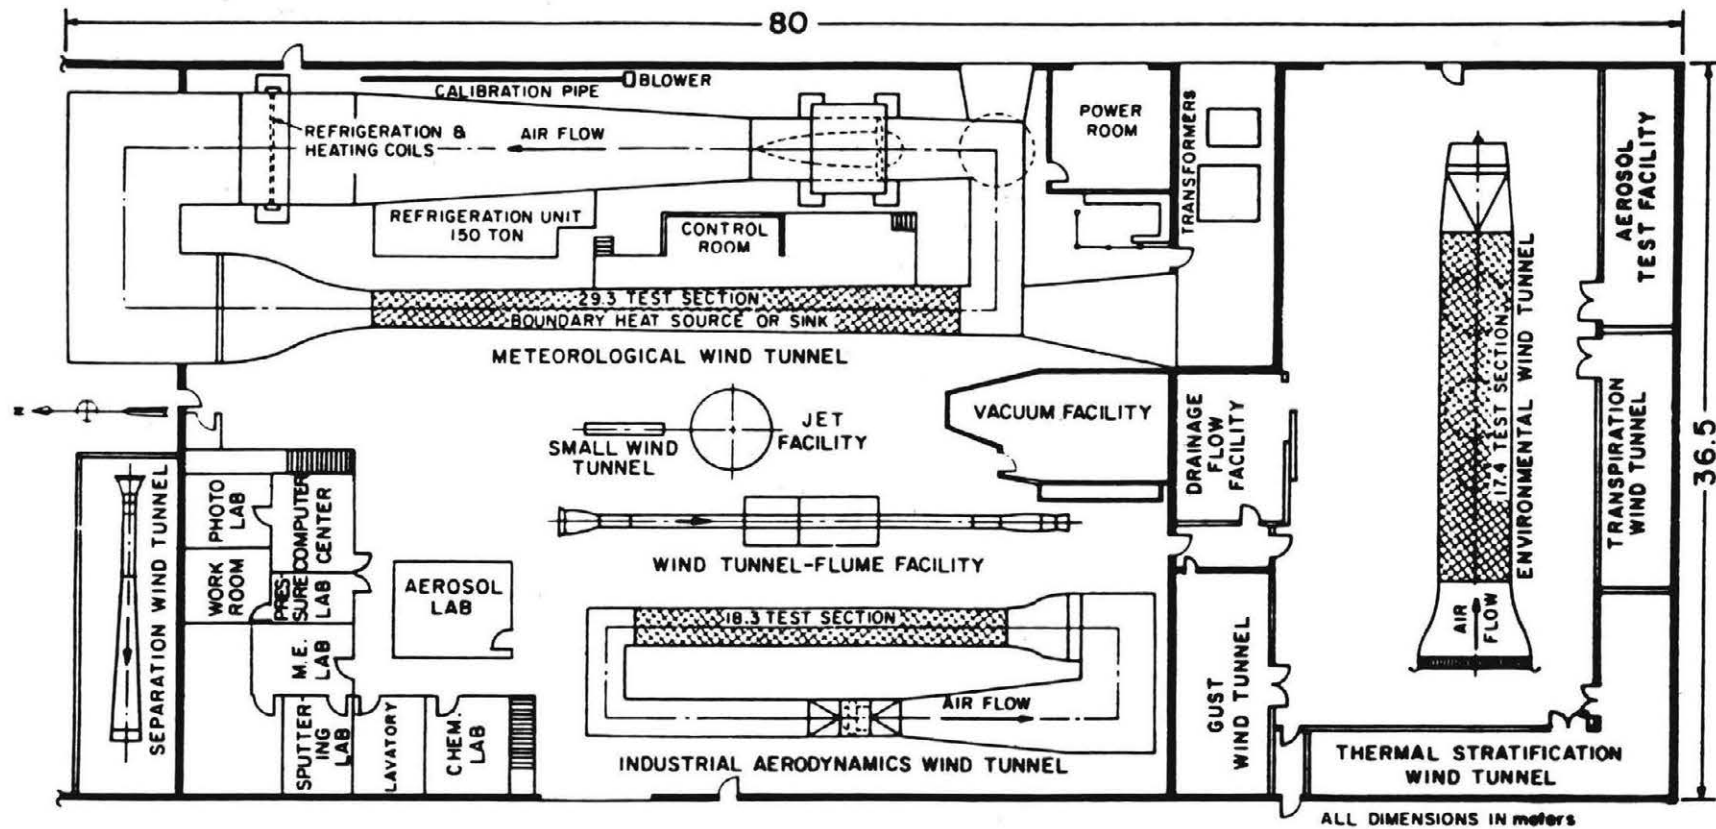 80
BLOWER
CALIBRATION PIPE
REFRIGERATION &
HEATING COILS
AIR FLOW
POWER
ROOM
TRANSFORMERS
AEROSOL
TEST FACILITY
REFRIGERATION UNIT
150 TON
CONTROL
ROOM
29.3 TEST SECTION
BOUNDARY HEAT SOURCE OR SINK
METEOROLOGICAL WIND TUNNEL
17.4 TEST SECTION
ENVIRONMENTAL WIND TUNNEL
AIR
FLOW
N
SMALL WIND
TUNNEL
JET
FACILITY
VACUUM FACILITY
DRAINAGE
FLOW
FACILITY
TRANSPIRATION
WIND TUNNEL
36.5
SEPARATION WIND TUNNEL
PHOTO
LAB
COMPUTER
CENTER
WORK
ROOM
PRES-
SURE
LAB
AEROSOL
LAB
WIND TUNNEL-FLUME FACILITY
M.E.
LAB
18.3 TEST SECTION
AIR FLOW
INDUSTRIAL AERODYNAMICS WIND TUNNEL
GUST
WIND TUNNEL
SPUTTER-
ING
LAB
LAVATORY
CHEM.
LAB
THERMAL STRATIFICATION
WIND TUNNEL
ALL DIMENSIONS IN meters